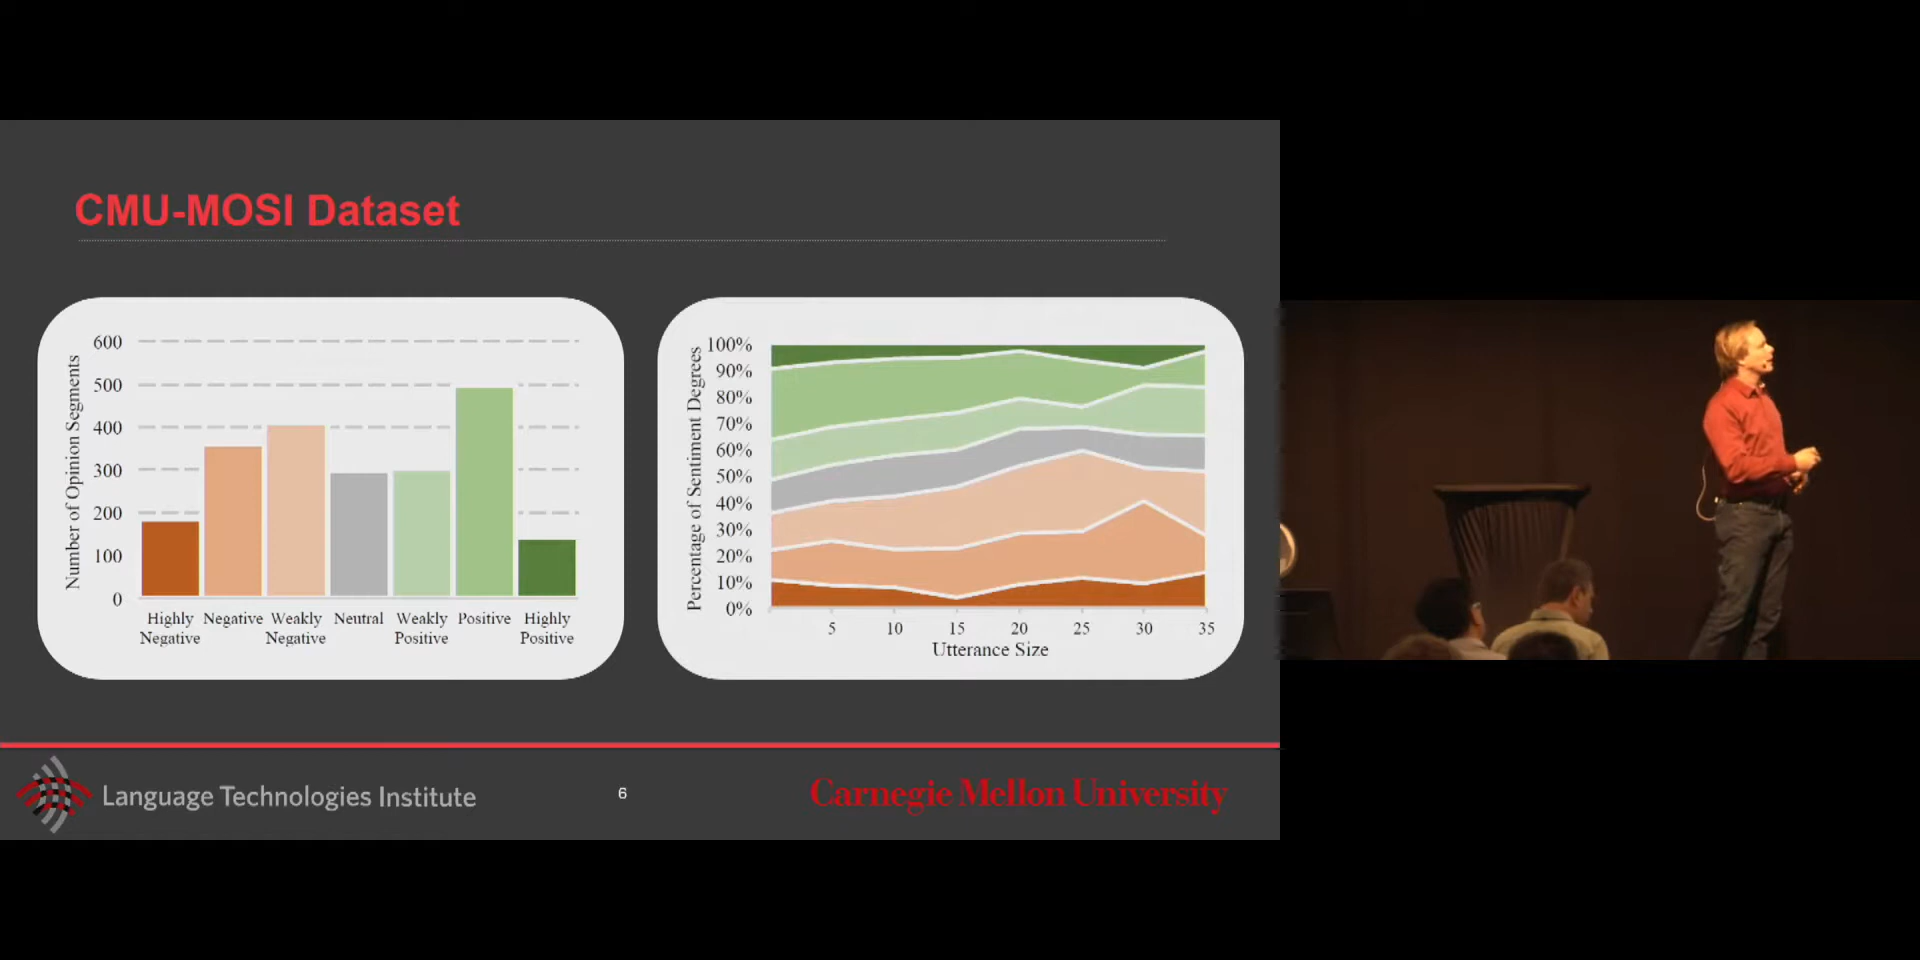 CMU-MOSI Dataset
Number of Opinion Segments
600
500
400
300
200
100
0
Highly Negative Weakly Neutral Weakly Positive Highly
Negative Negative Positive Positive
Percentage of Sentiment Degrees
100%
90%
80%
70%
60%
50%
40%
30%
20%
10%
0%
5 10 15 20 25 30 35
Utterance Size
Language Technologies Institute
6
Carnegie Mellon University